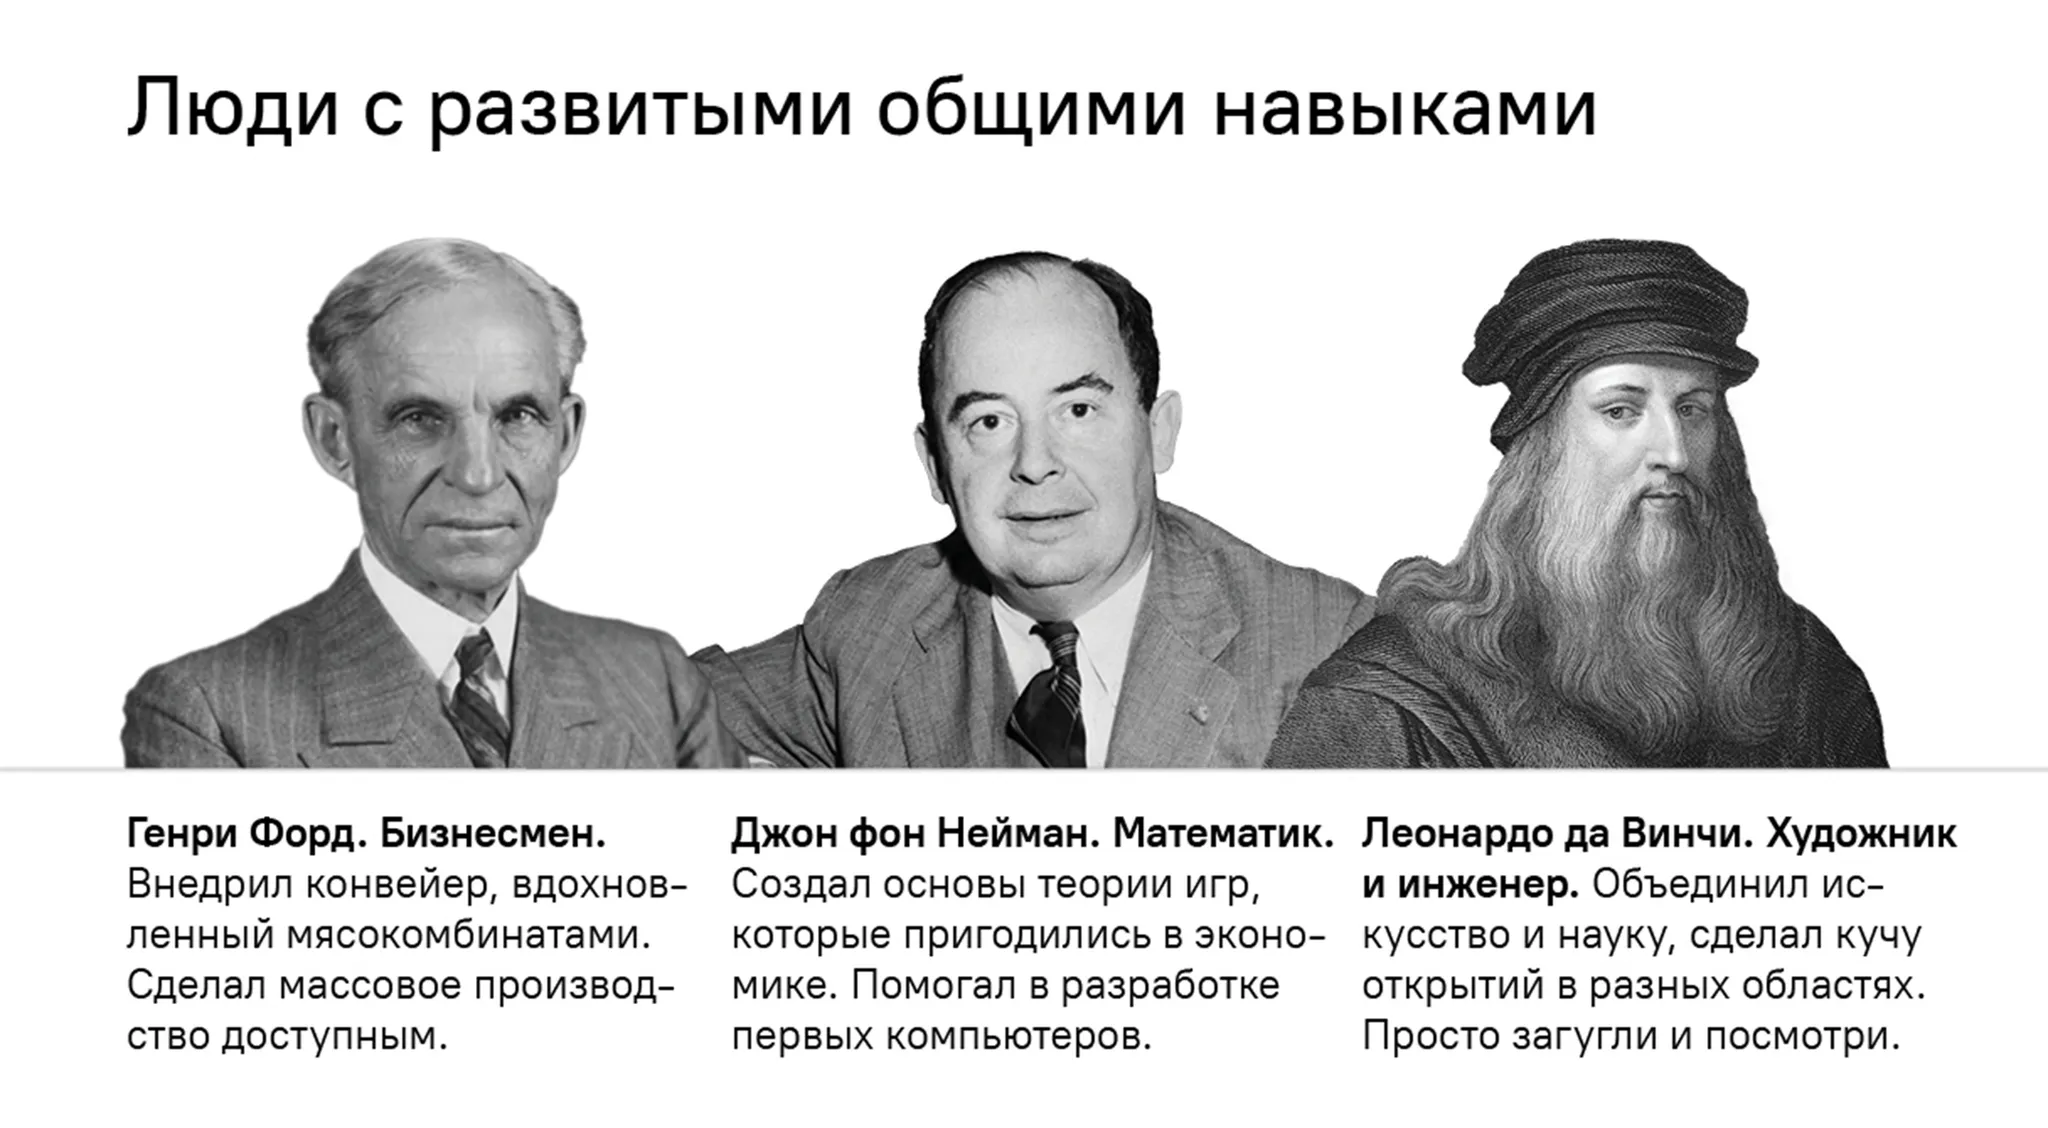 Люди с развитыми общими навыками
Генри Форд. Бизнесмен.
Внедрил конвейер, вдохнов-
ленный мясокомбинатами.
Сделал массовое производ-
ство доступным.
Джон фон Нейман. Математик.
Создал основы теории игр,
которые пригодились в эконо-
мике. Помогал в разработке
первых компьютеров.
Леонардо да Винчи. Художник
и инженер. Объединил ис-
кусство и науку, сделал кучу
открытий в разных областях.
Просто загугли и посмотри.